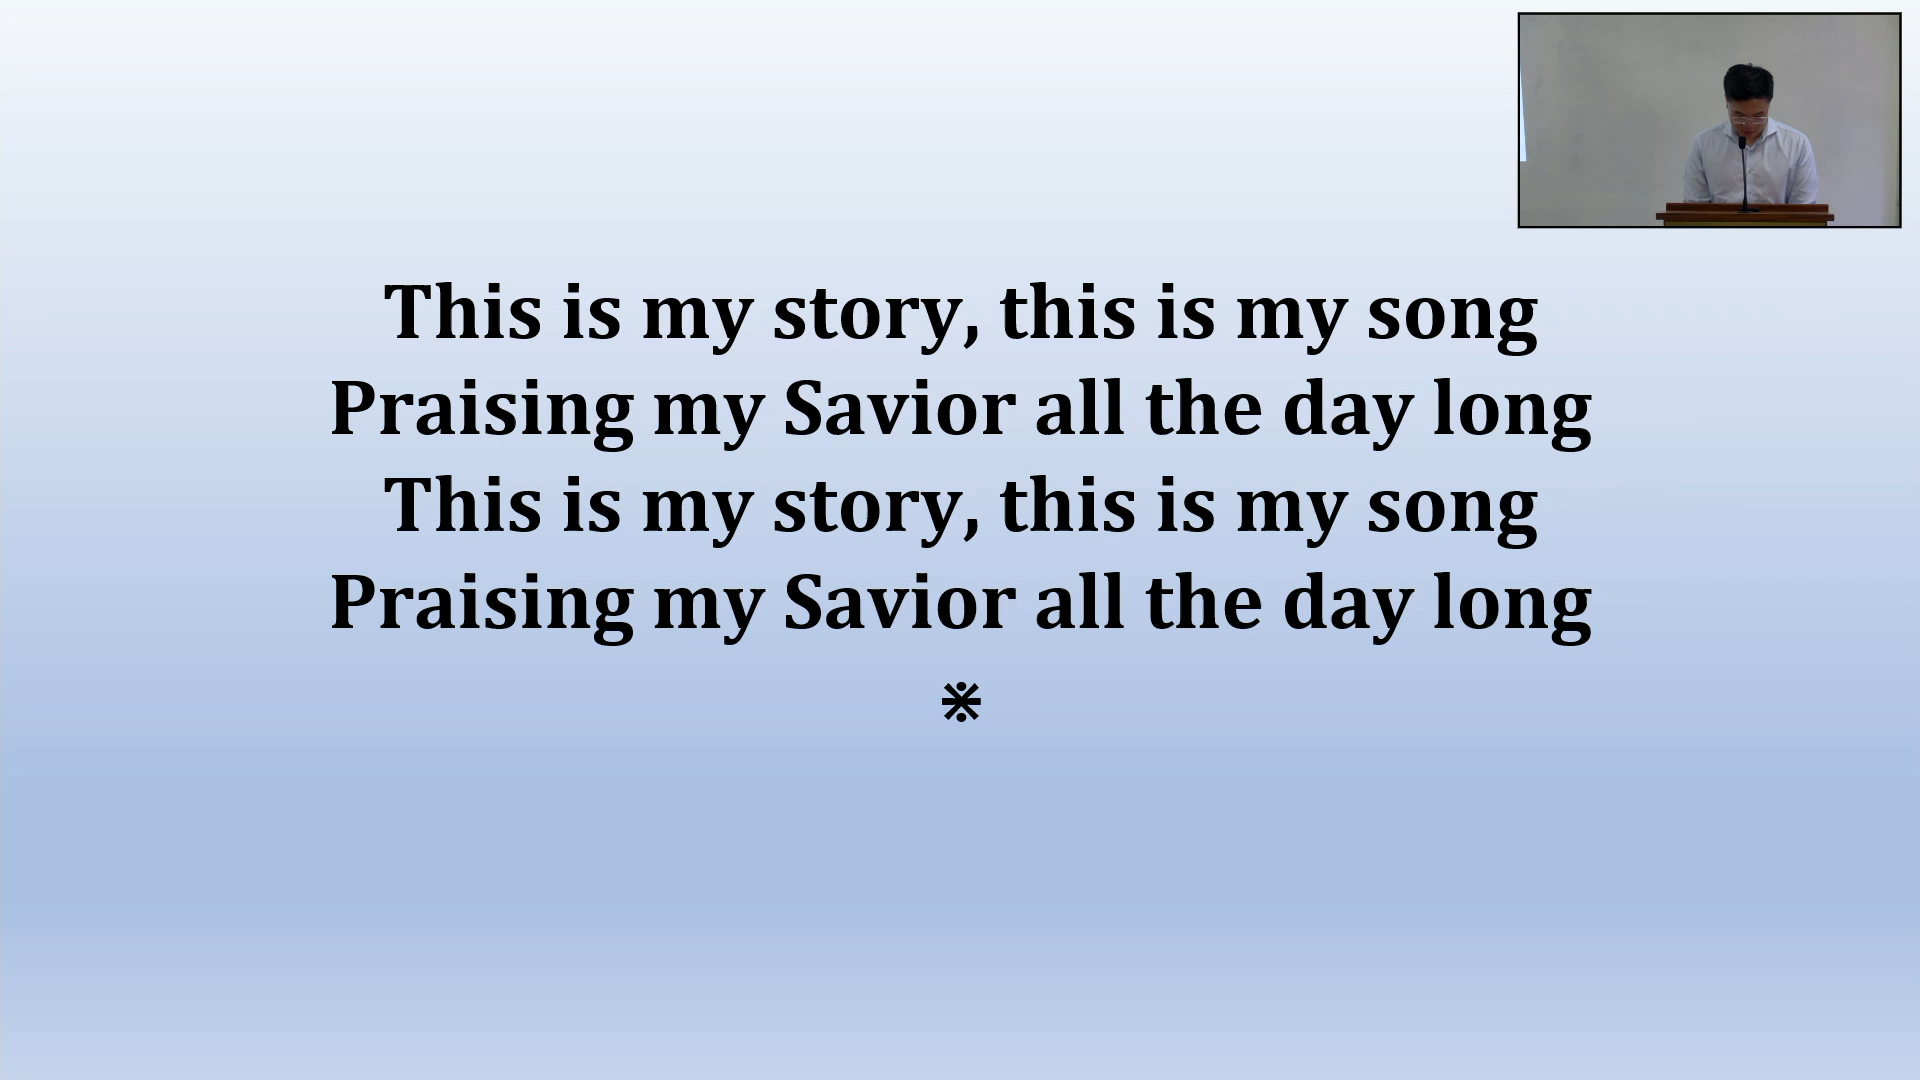 This is my story, this is my song
Praising my Savior all the day long
This is my story, this is my song
Praising my Savior all the day long
※